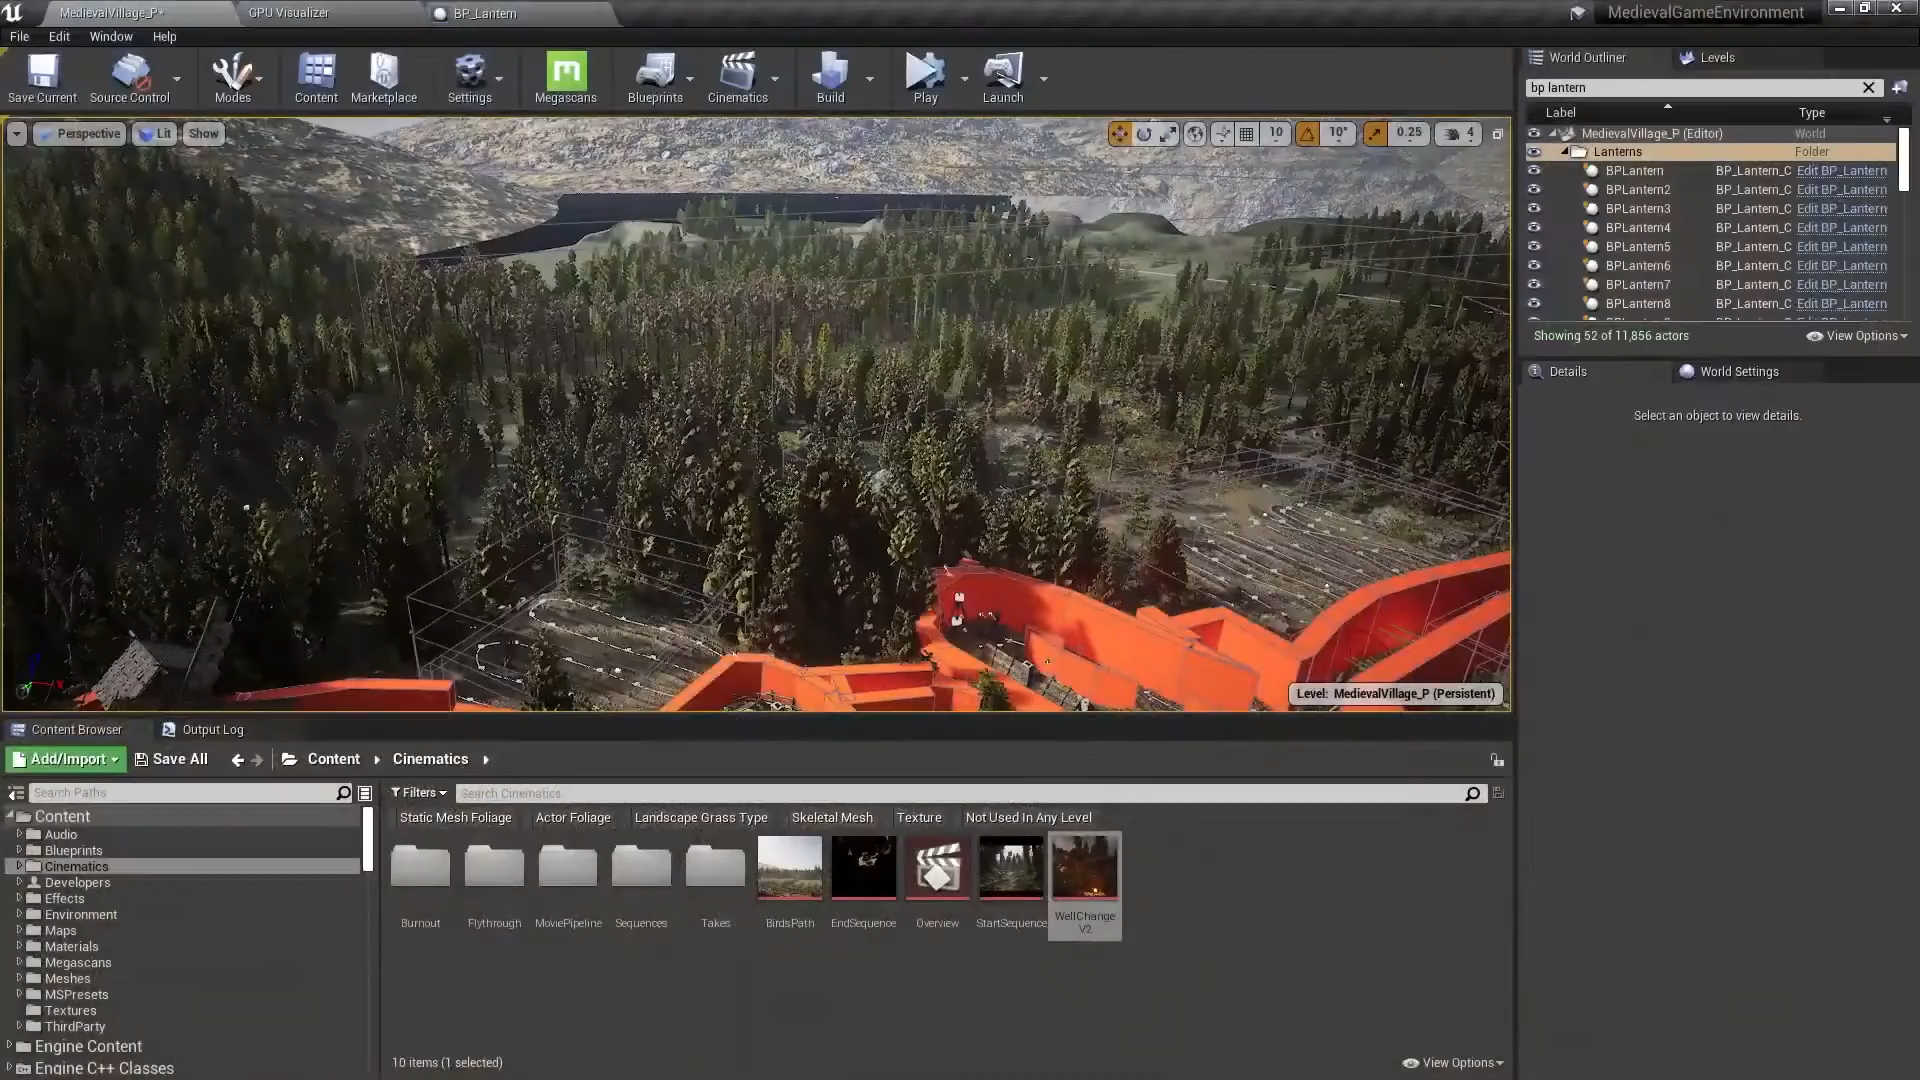 MedievalVillage_P*
GPU Visualizer
BP_Lantern
MedievalGameEnvironment
File Edit Window Help
Save Current
Source Control
Modes
Content
Marketplace
Settings
Megascans
Blueprints
Cinematics
Build
Play
Launch
World Outliner
Levels
bp lantern
Label Type
MedievalVillage_P (Editor) World
Lanterns Folder
BPLantern BP_Lantern_C Edit BP_Lantern
BPLantern2 BP_Lantern_C Edit BP_Lantern
BPLantern3 BP_Lantern_C Edit BP_Lantern
BPLantern4 BP_Lantern_C Edit BP_Lantern
BPLantern5 BP_Lantern_C Edit BP_Lantern
BPLantern6 BP_Lantern_C Edit BP_Lantern
BPLantern7 BP_Lantern_C Edit BP_Lantern
BPLantern8 BP_Lantern_C Edit BP_Lantern
Showing 52 of 11,856 actors
View Options
Details
World Settings
Select an object to view details.
Perspective Lit Show
10 10° 0.25 4
Level: MedievalVillage_P (Persistent)
Content Browser
Output Log
Add/Import Save All Content Cinematics
Search Paths
Filters
Search Cinematics
Static Mesh Foliage Actor Foliage Landscape Grass Type Skeletal Mesh Texture Not Used In Any Level
Content
Audio
Blueprints
Cinematics
Developers
Effects
Environment
Maps
Materials
Megascans
Meshes
MSPresets
Textures
ThirdParty
Engine Content
Engine C++ Classes
Burnout
Flythrough
MoviePipeline
Sequences
Takes
BirdsPath
EndSequence
Overview
StartSequence
WellChange
V2
10 items (1 selected)
View Options